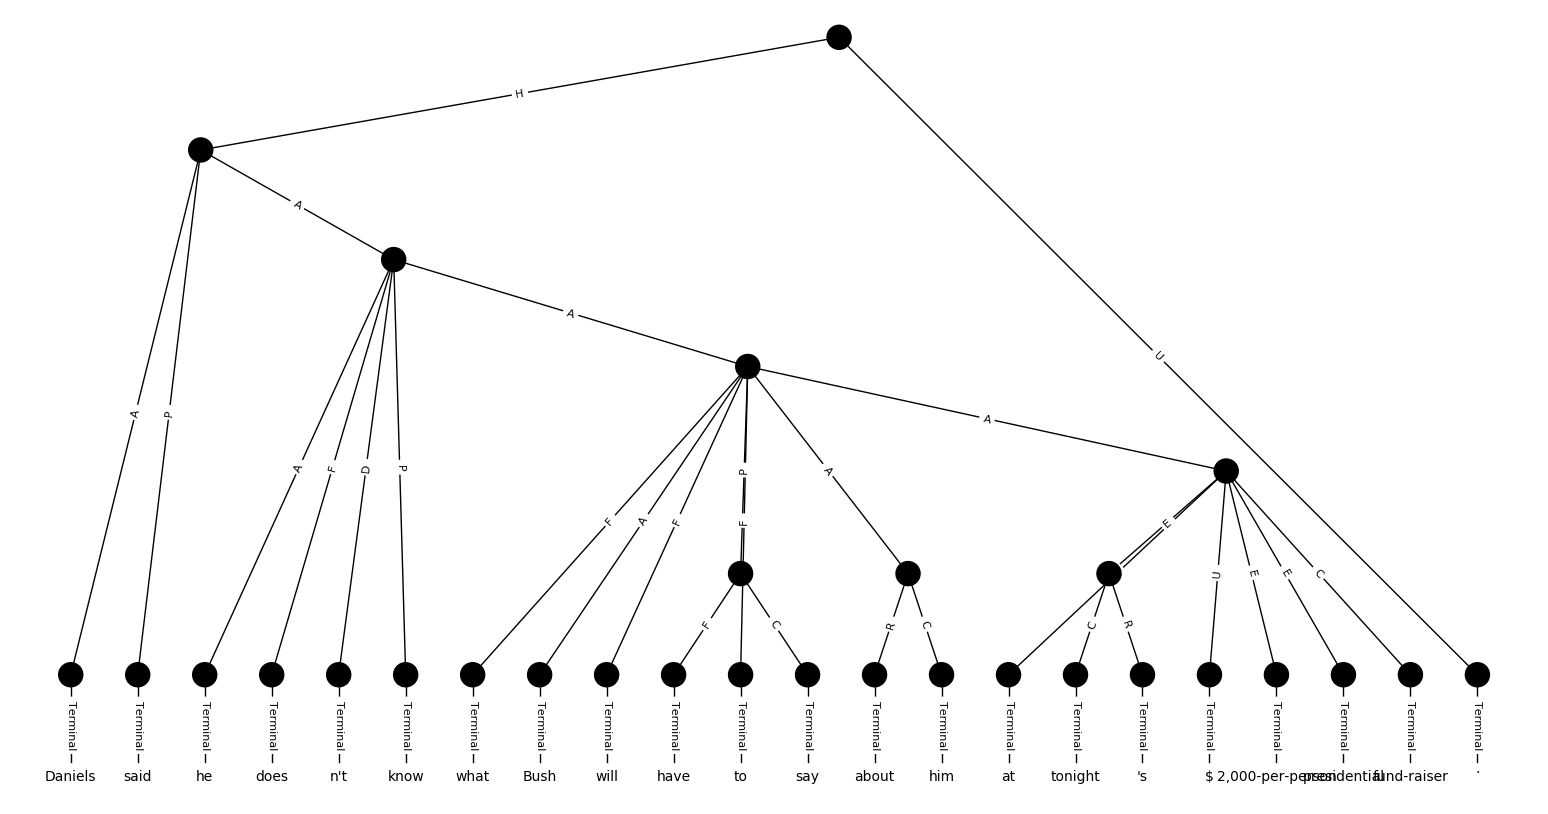 H
A
A
U
A P
A F D P
A
F A F P F A
E U E E C
F C R C C R
Terminal Terminal Terminal Terminal Terminal Terminal Terminal Terminal Terminal Terminal Terminal Terminal Terminal Terminal Terminal Terminal Terminal Terminal Terminal Terminal Terminal Terminal
Daniels said he does n't know what Bush will have to say about him at tonight 's $ 2,000-per-person presidential fund-raiser .